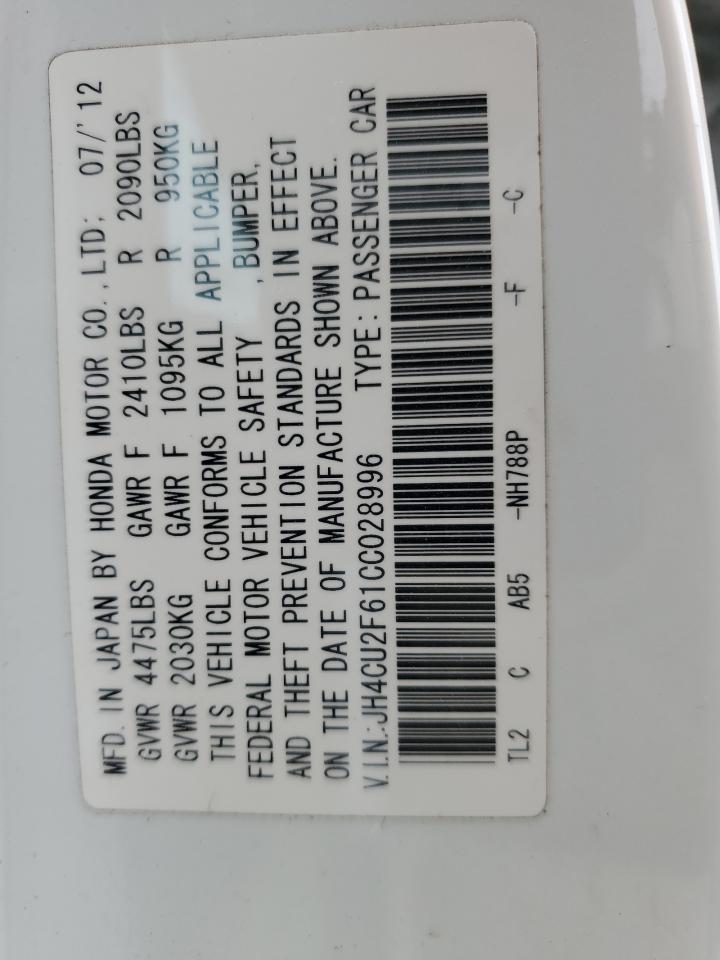 MFD. IN JAPAN BY HONDA MOTOR CO.,LTD; 07/'12
GVWR 4475LBS GAWR F 2410LBS R 2090LBS
GVWR 2030KG GAWR F 1095KG R 950KG
THIS VEHICLE CONFORMS TO ALL APPLICABLE
FEDERAL MOTOR VEHICLE SAFETY , BUMPER,
AND THEFT PREVENTION STANDARDS IN EFFECT
ON THE DATE OF MANUFACTURE SHOWN ABOVE.
V.I.N.:JH4CU2F61CC028996 TYPE:PASSENGER CAR
TL2 C AB5 -NH788P -F -C